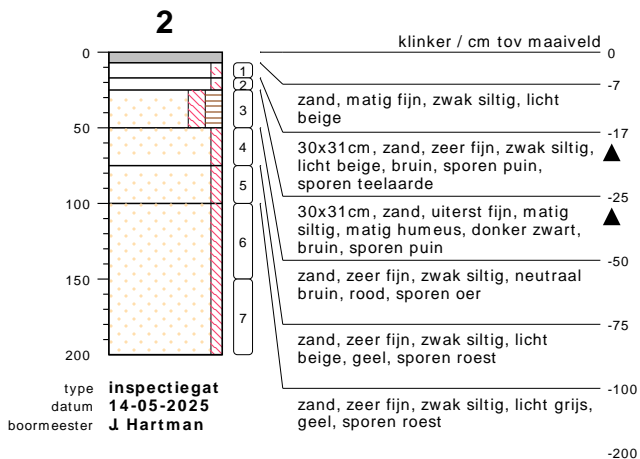 2
klinker / cm tov maaiveld
0
0
1
-7
zand, matig fijn, zwak siltig, licht
beige
2
-17
30x31cm, zand, zeer fijn, zwak siltig,
licht beige, bruin, sporen puin,
sporen teelaarde
3
-25
30x31cm, zand, uiterst fijn, matig
siltig, matig humeus, donker zwart,
bruin, sporen puin
50
4
-50
zand, zeer fijn, zwak siltig, neutraal
bruin, rood, sporen oer
5
-75
zand, zeer fijn, zwak siltig, licht
beige, geel, sporen roest
100
6
-100
zand, zeer fijn, zwak siltig, licht grijs,
geel, sporen roest
150
7
200
-200
type inspectiegat
datum 14-05-2025
boormeester J. Hartman